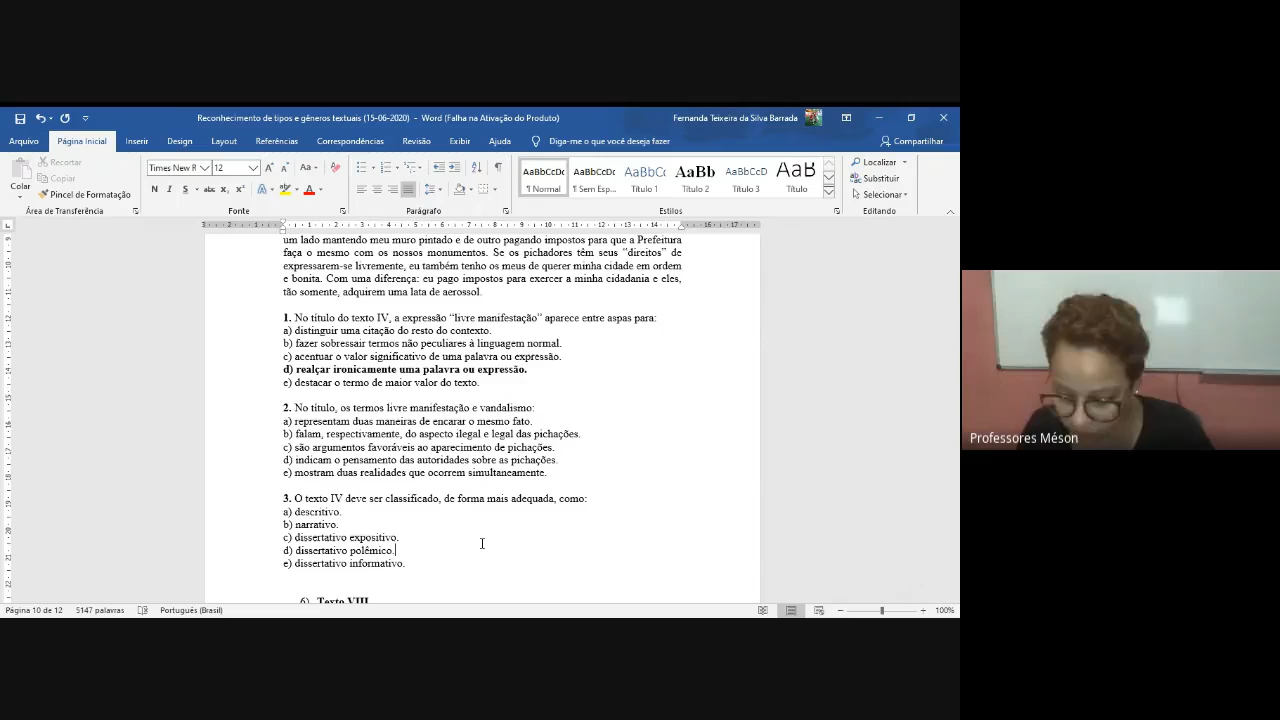 Reconhecimento de tipos e gêneros textuais (15-06-2020) - Word (Falha na Ativação do Produto)
Fernanda Teixeira da Silva Barrada
Arquivo Página Inicial Inserir Design Layout Referências Correspondências Revisão Exibir Ajuda Diga-me o que você deseja fazer Compartilhar
Colar
Recortar
Copiar
Pincel de Formatação
Área de Transferência
Times New R 12
N I S abc x₂ x²
Fonte
Parágrafo
AaBbCcDc AaBbCcDc AaBbC AaBb AaBbC AaBbCcD AaB
¶ Normal ¶ Sem Esp... Título 1 Título 2 Título 3 Título
Estilos
Localizar
Substituir
Selecionar
Editando
um lado mantendo meu muro pintado e de outro pagando impostos para que a Prefeitura
faça o mesmo com os nossos monumentos. Se os pichadores têm seus “direitos” de
expressarem-se livremente, eu também tenho os meus de querer minha cidade em ordem
e bonita. Com uma diferença: eu pago impostos para exercer a minha cidadania e eles,
tão somente, adquirem uma lata de aerossol.
1. No título do texto IV, a expressão “livre manifestação” aparece entre aspas para:
a) distinguir uma citação do resto do contexto.
b) fazer sobressair termos não peculiares à linguagem normal.
c) acentuar o valor significativo de uma palavra ou expressão.
d) realçar ironicamente uma palavra ou expressão.
e) destacar o termo de maior valor do texto.
2. No título, os termos livre manifestação e vandalismo:
a) representam duas maneiras de encarar o mesmo fato.
b) falam, respectivamente, do aspecto ilegal e legal das pichações.
c) são argumentos favoráveis ao aparecimento de pichações.
d) indicam o pensamento das autoridades sobre as pichações.
e) mostram duas realidades que ocorrem simultaneamente.
3. O texto IV deve ser classificado, de forma mais adequada, como:
a) descritivo.
b) narrativo.
c) dissertativo expositivo.
d) dissertativo polêmico.
e) dissertativo informativo.
6) Texto VIII
Página 10 de 12 5147 palavras Português (Brasil) 100%
Professores Méson